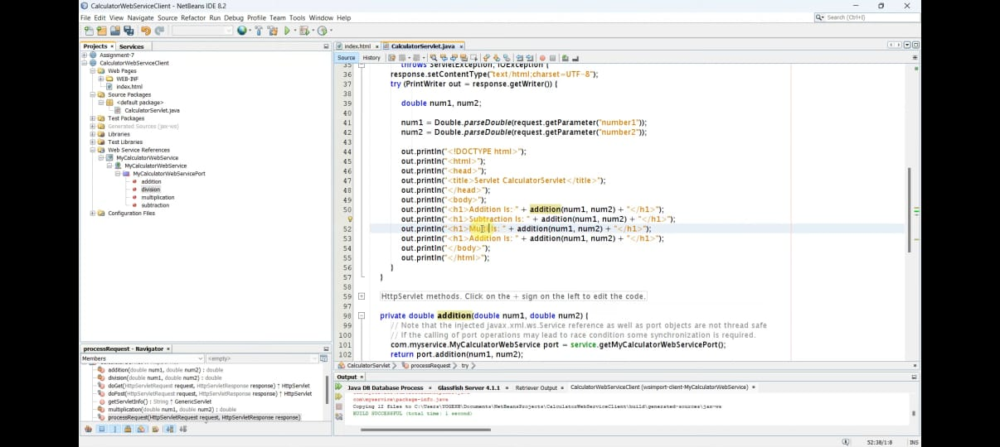 CalculatorWebServiceClient - NetBeans IDE 8.2
File Edit View Navigate Source Refactor Run Debug Profile Team Tools Window Help
Search (Ctrl+I)
Projects × Services
Assignment-7
CalculatorWebServiceClient
Web Pages
WEB-INF
index.html
Source Packages
<default package>
CalculatorServlet.java
Test Packages
Generated Sources (jax-ws)
Libraries
Test Libraries
Web Service References
MyCalculatorWebService
MyCalculatorWebService
MyCalculatorWebServicePort
addition
division
multiplication
subtraction
Configuration Files
index.html × CalculatorServlet.java ×
Source History
35 throws ServletException, IOException {
36 response.setContentType("text/html;charset=UTF-8");
37 try (PrintWriter out = response.getWriter()) {
38
39 double num1, num2;
40
41 num1 = Double.parseDouble(request.getParameter("number1"));
42 num2 = Double.parseDouble(request.getParameter("number2"));
43
44 out.println("<!DOCTYPE html>");
45 out.println("<html>");
46 out.println("<head>");
47 out.println("<title>Servlet CalculatorServlet</title>");
48 out.println("</head>");
49 out.println("<body>");
50 out.println("<h1>Addition Is: " + addition(num1, num2) + "</h1>");
out.println("<h1>Subtraction Is: " + addition(num1, num2) + "</h1>");
52 out.println("<h1>Multi Is: " + addition(num1, num2) + "</h1>");
53 out.println("<h1>Addition Is: " + addition(num1, num2) + "</h1>");
54 out.println("</body>");
55 out.println("</html>");
56 }
57 }
58
59 HttpServlet methods. Click on the + sign on the left to edit the code.
97
98 private double addition(double num1, double num2) {
99 // Note that the injected javax.xml.ws.Service reference as well as port objects are not thread safe
100 // If the calling of port operations may lead to race condition some synchronization is required.
101 com.myservice.MyCalculatorWebService port = service.getMyCalculatorWebServicePort();
102 return port.addition(num1, num2);
CalculatorServlet processRequest try
processRequest - Navigator ×
Members <empty>
addition(double num1, double num2) : double
division(double num1, double num2) : double
doGet(HttpServletRequest request, HttpServletResponse response) ↑ HttpServlet
doPost(HttpServletRequest request, HttpServletResponse response) ↑ HttpServlet
getServletInfo() : String ↑ GenericServlet
multiplication(double num1, double num2) : double
processRequest(HttpServletRequest request, HttpServletResponse response)
Output ×
Java DB Database Process × GlassFish Server 4.1.1 × Retriever Output × CalculatorWebServiceClient (wsimport-client-MyCalculatorWebService) ×
com\myservice\package-info.java
Copying 12 files to C:\Users\YOGESH\Documents\NetBeansProjects\CalculatorWebServiceClient\build\generated-sources\jax-ws
BUILD SUCCESSFUL (total time: 1 second)
52:38/1:8 INS